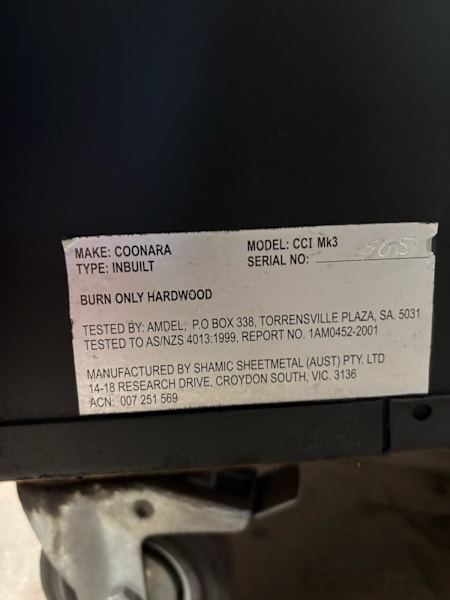 MAKE: COONARA MODEL: CCI Mk3
TYPE: INBUILT SERIAL NO:
BURN ONLY HARDWOOD
TESTED BY: AMDEL; P.O BOX 338, TORRENSVILLE PLAZA, SA. 5031
TESTED TO AS/NZS 4013:1999, REPORT NO. 1AM0452-2001
MANUFACTURED BY SHAMIC SHEETMETAL (AUST) PTY. LTD
14-18 RESEARCH DRIVE, CROYDON SOUTH, VIC. 3136
ACN: 007 251 569